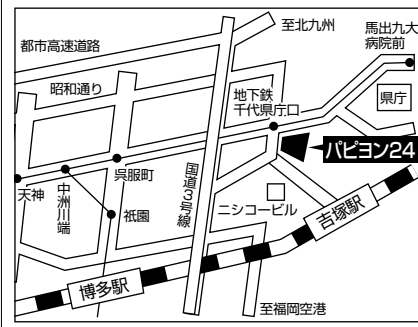 至北九州
馬出九大
病院前
都市高速道路
昭和通り
地下鉄
千代県庁口
県庁
パピヨン24
呉服町
国道3号線
天神
中洲川端
祇園
ニシコービル
吉塚駅
博多駅
至福岡空港